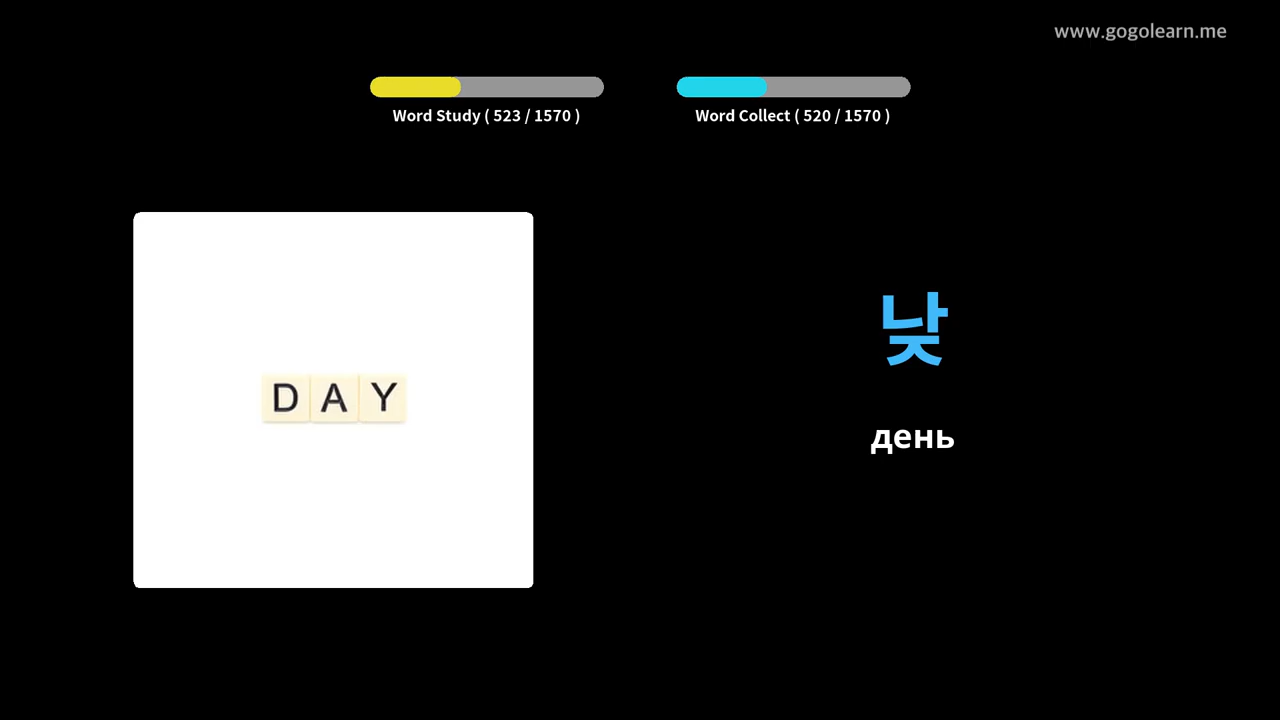 www.gogolearn.me
Word Study ( 523 / 1570 )
Word Collect ( 520 / 1570 )
DAY
낮
день